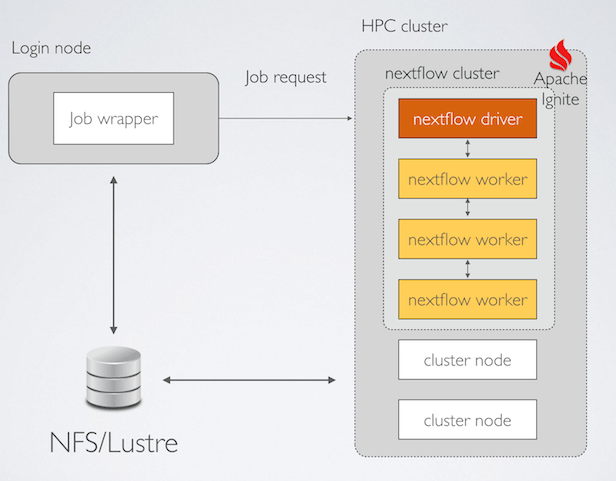 HPC cluster
Login node
Job request
nextflow cluster
Apache
Ignite
Job wrapper
nextflow driver
nextflow worker
nextflow worker
nextflow worker
cluster node
cluster node
NFS/Lustre